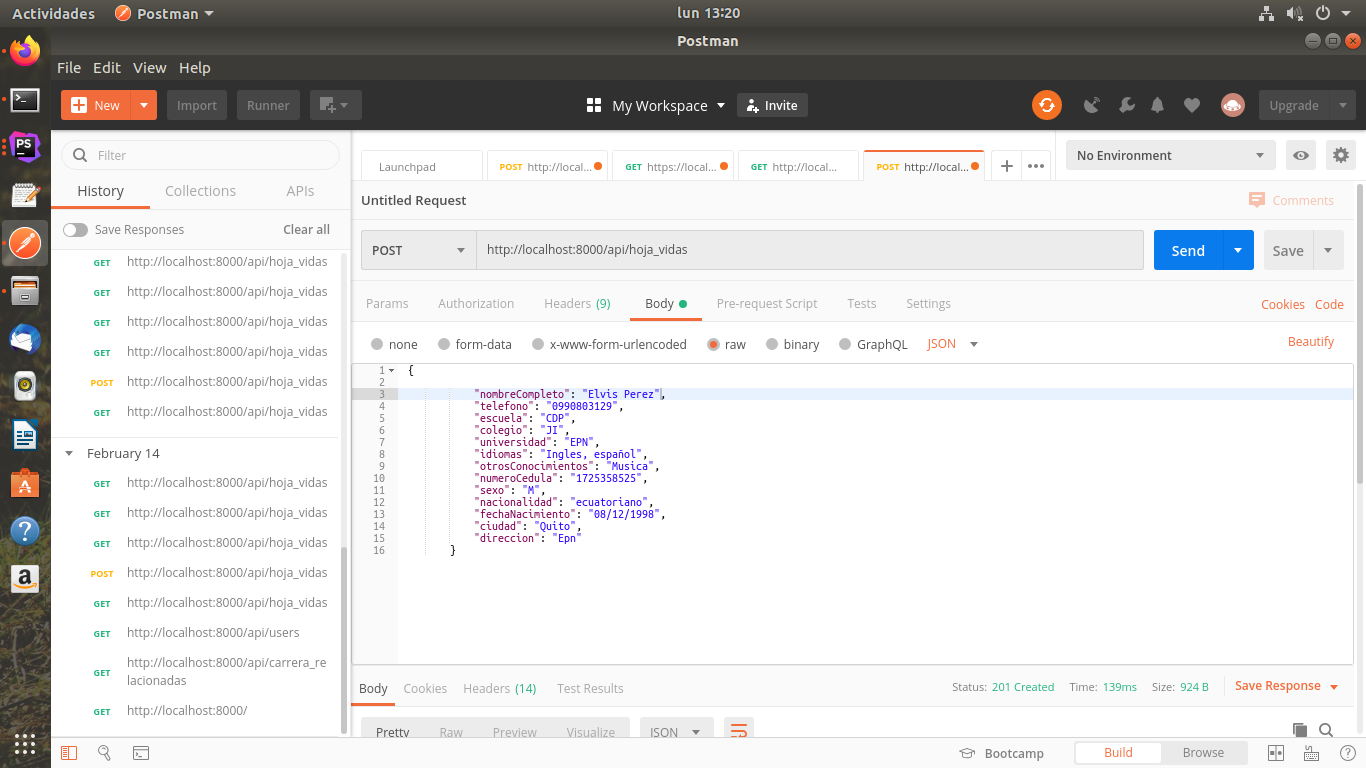 Actividades Postman lun 13:20
Postman
File Edit View Help
New Import Runner My Workspace Invite Upgrade
Filter
History Collections APIs
Save Responses Clear all
GET http://localhost:8000/api/hoja_vidas
GET http://localhost:8000/api/hoja_vidas
GET http://localhost:8000/api/hoja_vidas
GET http://localhost:8000/api/hoja_vidas
POST http://localhost:8000/api/hoja_vidas
GET http://localhost:8000/api/hoja_vidas
February 14
GET http://localhost:8000/api/hoja_vidas
GET http://localhost:8000/api/hoja_vidas
GET http://localhost:8000/api/hoja_vidas
POST http://localhost:8000/api/hoja_vidas
GET http://localhost:8000/api/hoja_vidas
GET http://localhost:8000/api/users
GET http://localhost:8000/api/carrera_re
lacionadas
GET http://localhost:8000/
Launchpad POST http://local... GET https://local... GET http://local... POST http://local... No Environment
Untitled Request Comments
POST http://localhost:8000/api/hoja_vidas Send Save
Params Authorization Headers (9) Body Pre-request Script Tests Settings Cookies Code
none form-data x-www-form-urlencoded raw binary GraphQL JSON Beautify
1 {
2
3 "nombreCompleto": "Elvis Perez",
4 "telefono": "0990803129",
5 "escuela": "CDP",
6 "colegio": "JI",
7 "universidad": "EPN",
8 "idiomas": "Ingles, español",
9 "otrosConocimientos": "Musica",
10 "numeroCedula": "1725358525",
11 "sexo": "M",
12 "nacionalidad": "ecuatoriano",
13 "fechaNacimiento": "08/12/1998",
14 "ciudad": "Quito",
15 "direccion": "Epn"
16 }
Body Cookies Headers (14) Test Results Status: 201 Created Time: 139ms Size: 924 B Save Response
Pretty Raw Preview Visualize JSON
Bootcamp Build Browse
PS